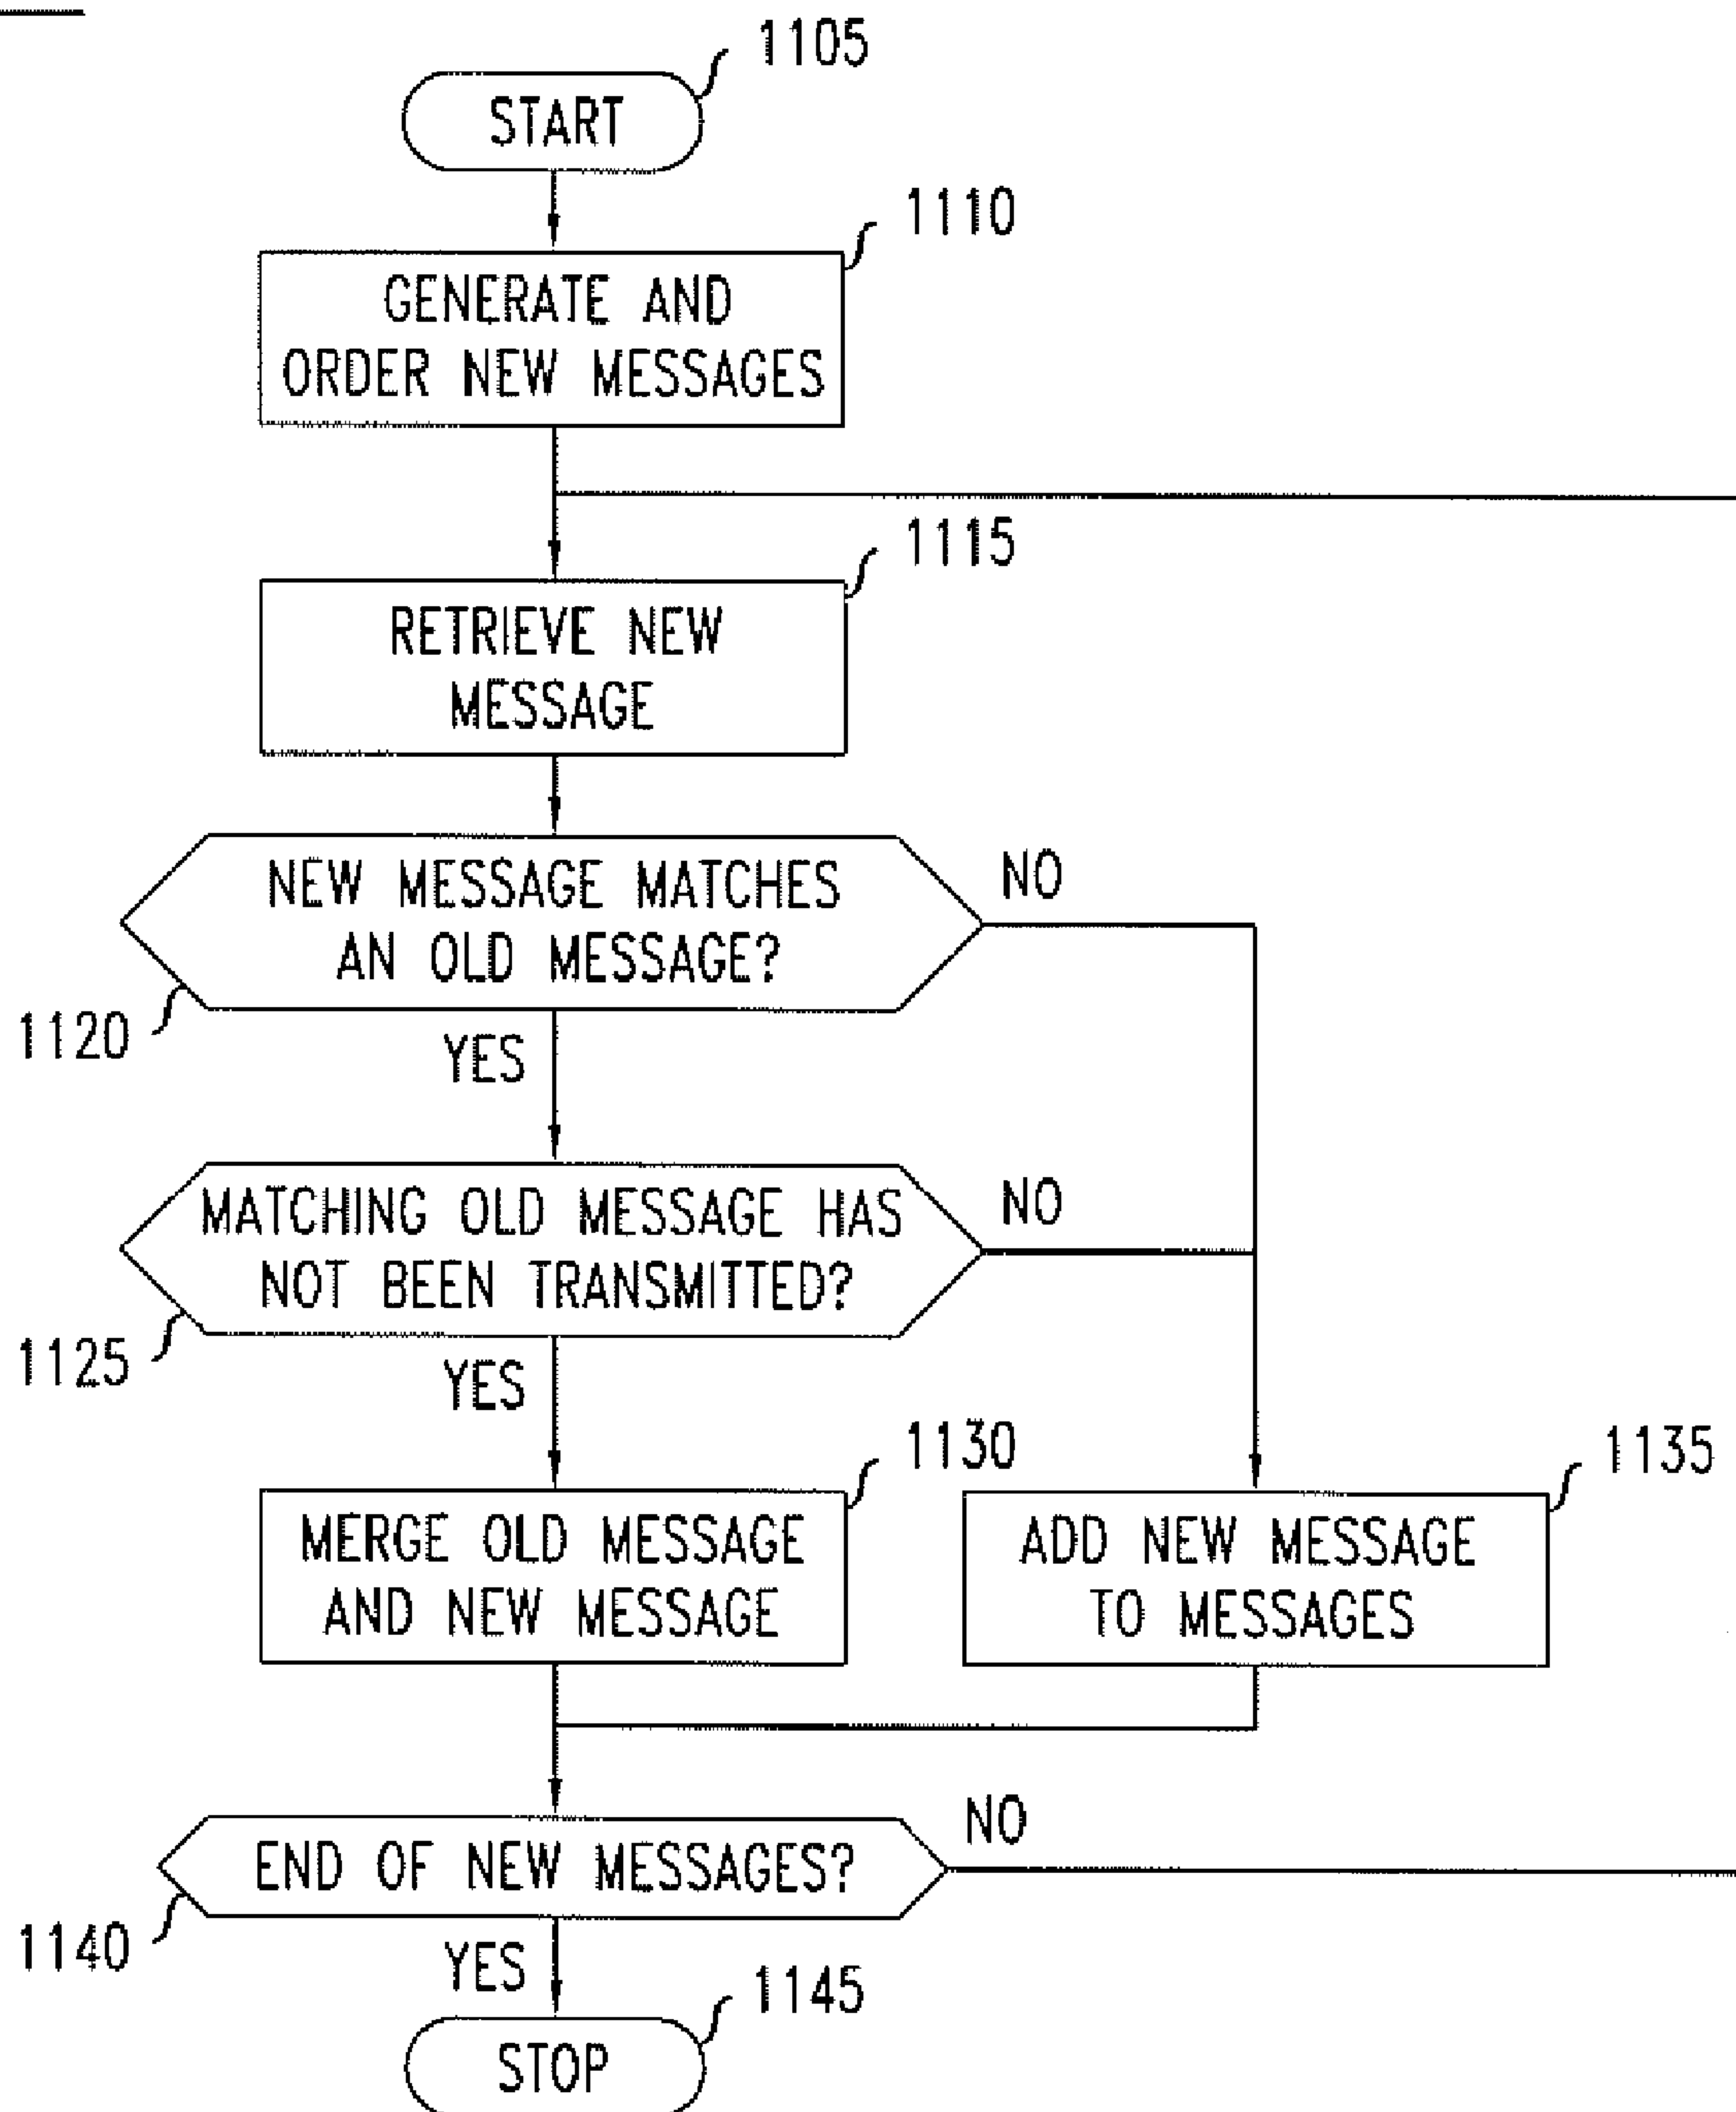 1105
START
1110
GENERATE AND
ORDER NEW MESSAGES
1115
RETRIEVE NEW
MESSAGE
NEW MESSAGE MATCHES
AN OLD MESSAGE?
NO
1120
YES
MATCHING OLD MESSAGE HAS
NOT BEEN TRANSMITTED?
NO
1125
YES
1130
MERGE OLD MESSAGE
AND NEW MESSAGE
1135
ADD NEW MESSAGE
TO MESSAGES
END OF NEW MESSAGES?
NO
1140
YES
1145
STOP